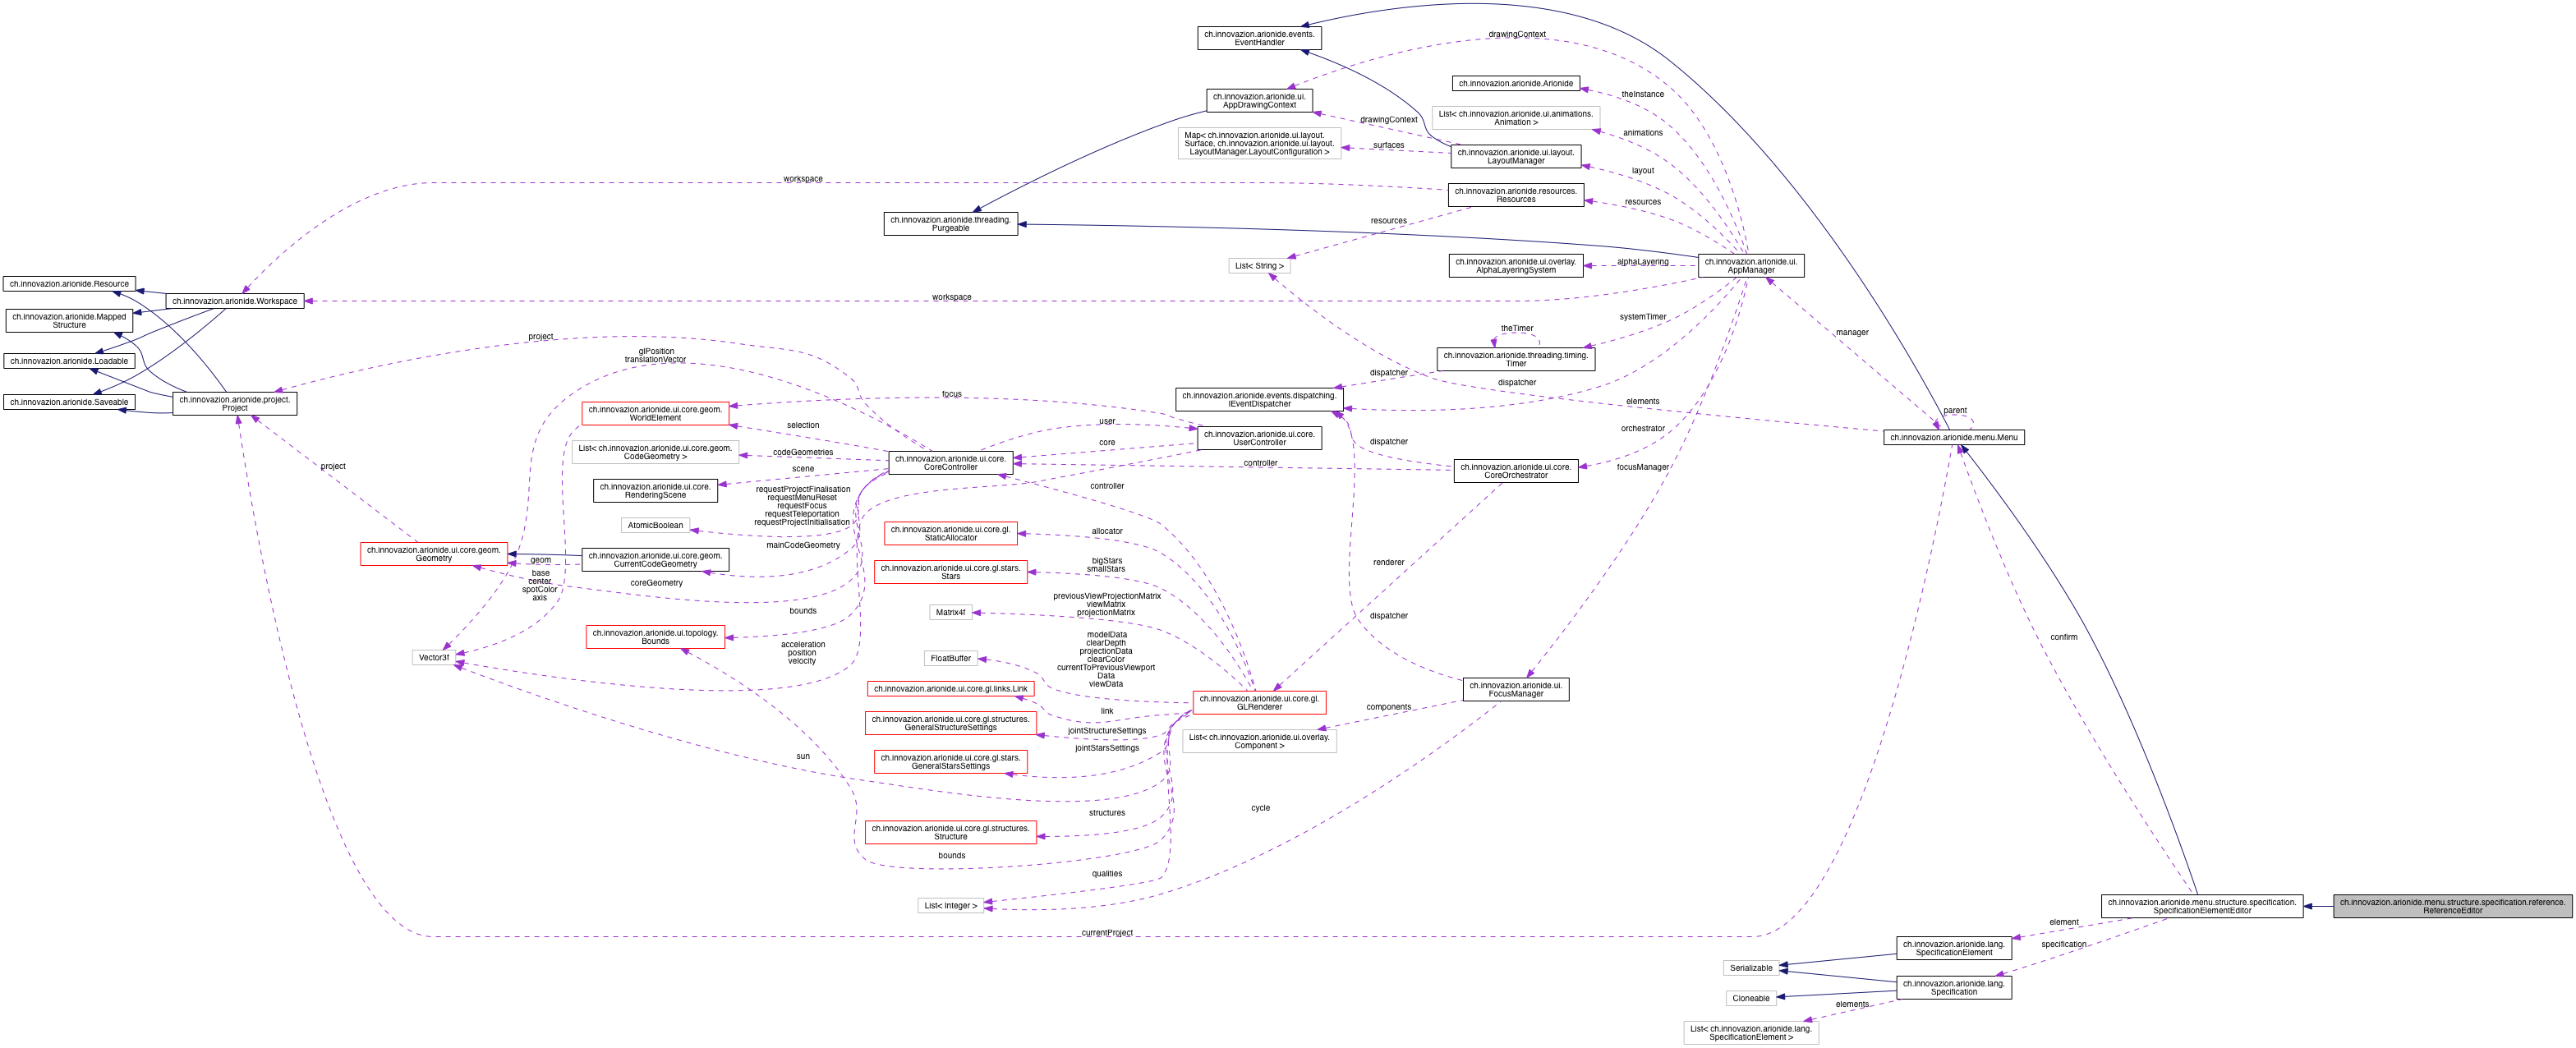 ch.innovazion.arionide.events.
EventHandler
drawingContext
ch.innovazion.arionide.Arionide
theInstance
ch.innovazion.arionide.ui.
AppDrawingContext
List< ch.innovazion.arionide.ui.animations.
Animation >
drawingContext
animations
Map< ch.innovazion.arionide.ui.layout.
Surface, ch.innovazion.arionide.ui.layout.
LayoutManager.LayoutConfiguration >
surfaces
ch.innovazion.arionide.ui.layout.
LayoutManager
layout
workspace
ch.innovazion.arionide.resources.
Resources
resources
ch.innovazion.arionide.threading.
Purgeable
resources
List< String >
ch.innovazion.arionide.ui.overlay.
AlphaLayeringSystem
alphaLayering
ch.innovazion.arionide.ui.
AppManager
ch.innovazion.arionide.Resource
ch.innovazion.arionide.Workspace
workspace
ch.innovazion.arionide.Mapped
Structure
systemTimer
theTimer
manager
project
glPosition
translationVector
ch.innovazion.arionide.threading.timing.
Timer
ch.innovazion.arionide.Loadable
dispatcher
dispatcher
ch.innovazion.arionide.project.
Project
ch.innovazion.arionide.Saveable
focus
ch.innovazion.arionide.events.dispatching.
IEventDispatcher
elements
ch.innovazion.arionide.ui.core.geom.
WorldElement
parent
selection
user
orchestrator
ch.innovazion.arionide.ui.core.
UserController
ch.innovazion.arionide.menu.Menu
core
dispatcher
List< ch.innovazion.arionide.ui.core.geom.
CodeGeometry >
codeGeometries
ch.innovazion.arionide.ui.core.
CoreController
controller
ch.innovazion.arionide.ui.core.
CoreOrchestrator
focusManager
project
scene
ch.innovazion.arionide.ui.core.
RenderingScene
requestProjectFinalisation
requestMenuReset
requestFocus
requestTeleportation
requestProjectInitialisation
controller
AtomicBoolean
ch.innovazion.arionide.ui.core.gl.
StaticAllocator
allocator
mainCodeGeometry
ch.innovazion.arionide.ui.core.geom.
Geometry
geom
ch.innovazion.arionide.ui.core.geom.
CurrentCodeGeometry
renderer
ch.innovazion.arionide.ui.core.gl.stars.
Stars
bigStars
smallStars
base
center
spotColor
axis
coreGeometry
previousViewProjectionMatrix
viewMatrix
projectionMatrix
Matrix4f
bounds
dispatcher
ch.innovazion.arionide.ui.topology.
Bounds
confirm
modelData
clearDepth
projectionData
clearColor
currentToPreviousViewport
Data
viewData
acceleration
position
velocity
Vector3f
FloatBuffer
ch.innovazion.arionide.ui.core.gl.links.Link
ch.innovazion.arionide.ui.
FocusManager
ch.innovazion.arionide.ui.core.gl.
GLRenderer
link
components
ch.innovazion.arionide.ui.core.gl.structures.
GeneralStructureSettings
jointStructureSettings
List< ch.innovazion.arionide.ui.overlay.
Component >
jointStarsSettings
sun
ch.innovazion.arionide.ui.core.gl.stars.
GeneralStarsSettings
cycle
structures
ch.innovazion.arionide.ui.core.gl.structures.
Structure
bounds
qualities
List< Integer >
ch.innovazion.arionide.menu.structure.specification.
SpecificationElementEditor
ch.innovazion.arionide.menu.structure.specification.reference.
ReferenceEditor
element
currentProject
ch.innovazion.arionide.lang.
SpecificationElement
specification
Serializable
ch.innovazion.arionide.lang.
Specification
Cloneable
elements
List< ch.innovazion.arionide.lang.
SpecificationElement >